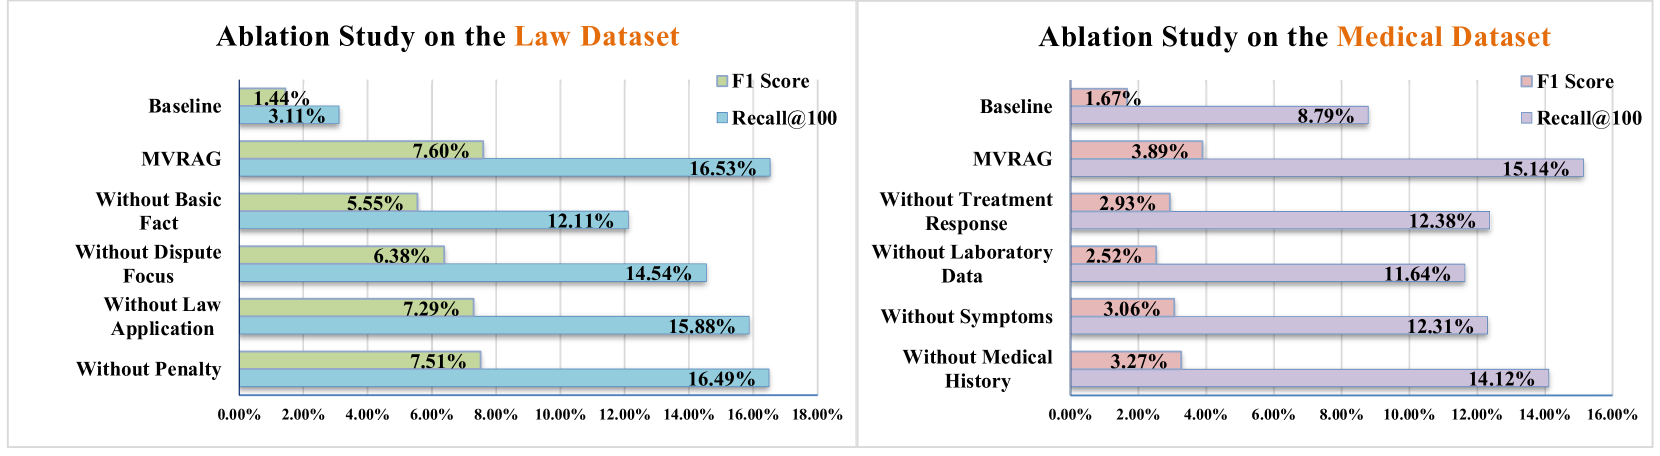 Ablation Study on the Law Dataset
F1 Score
Recall@100
Baseline
1.44%
3.11%
MVRAG
7.60%
16.53%
Without Basic
Fact
5.55%
12.11%
Without Dispute
Focus
6.38%
14.54%
Without Law
Application
7.29%
15.88%
Without Penalty
7.51%
16.49%
0.00% 2.00% 4.00% 6.00% 8.00% 10.00% 12.00% 14.00% 16.00% 18.00%
Ablation Study on the Medical Dataset
F1 Score
Recall@100
Baseline
1.67%
8.79%
MVRAG
3.89%
15.14%
Without Treatment
Response
2.93%
12.38%
Without Laboratory
Data
2.52%
11.64%
Without Symptoms
3.06%
12.31%
Without Medical
History
3.27%
14.12%
0.00% 2.00% 4.00% 6.00% 8.00% 10.00% 12.00% 14.00% 16.00%